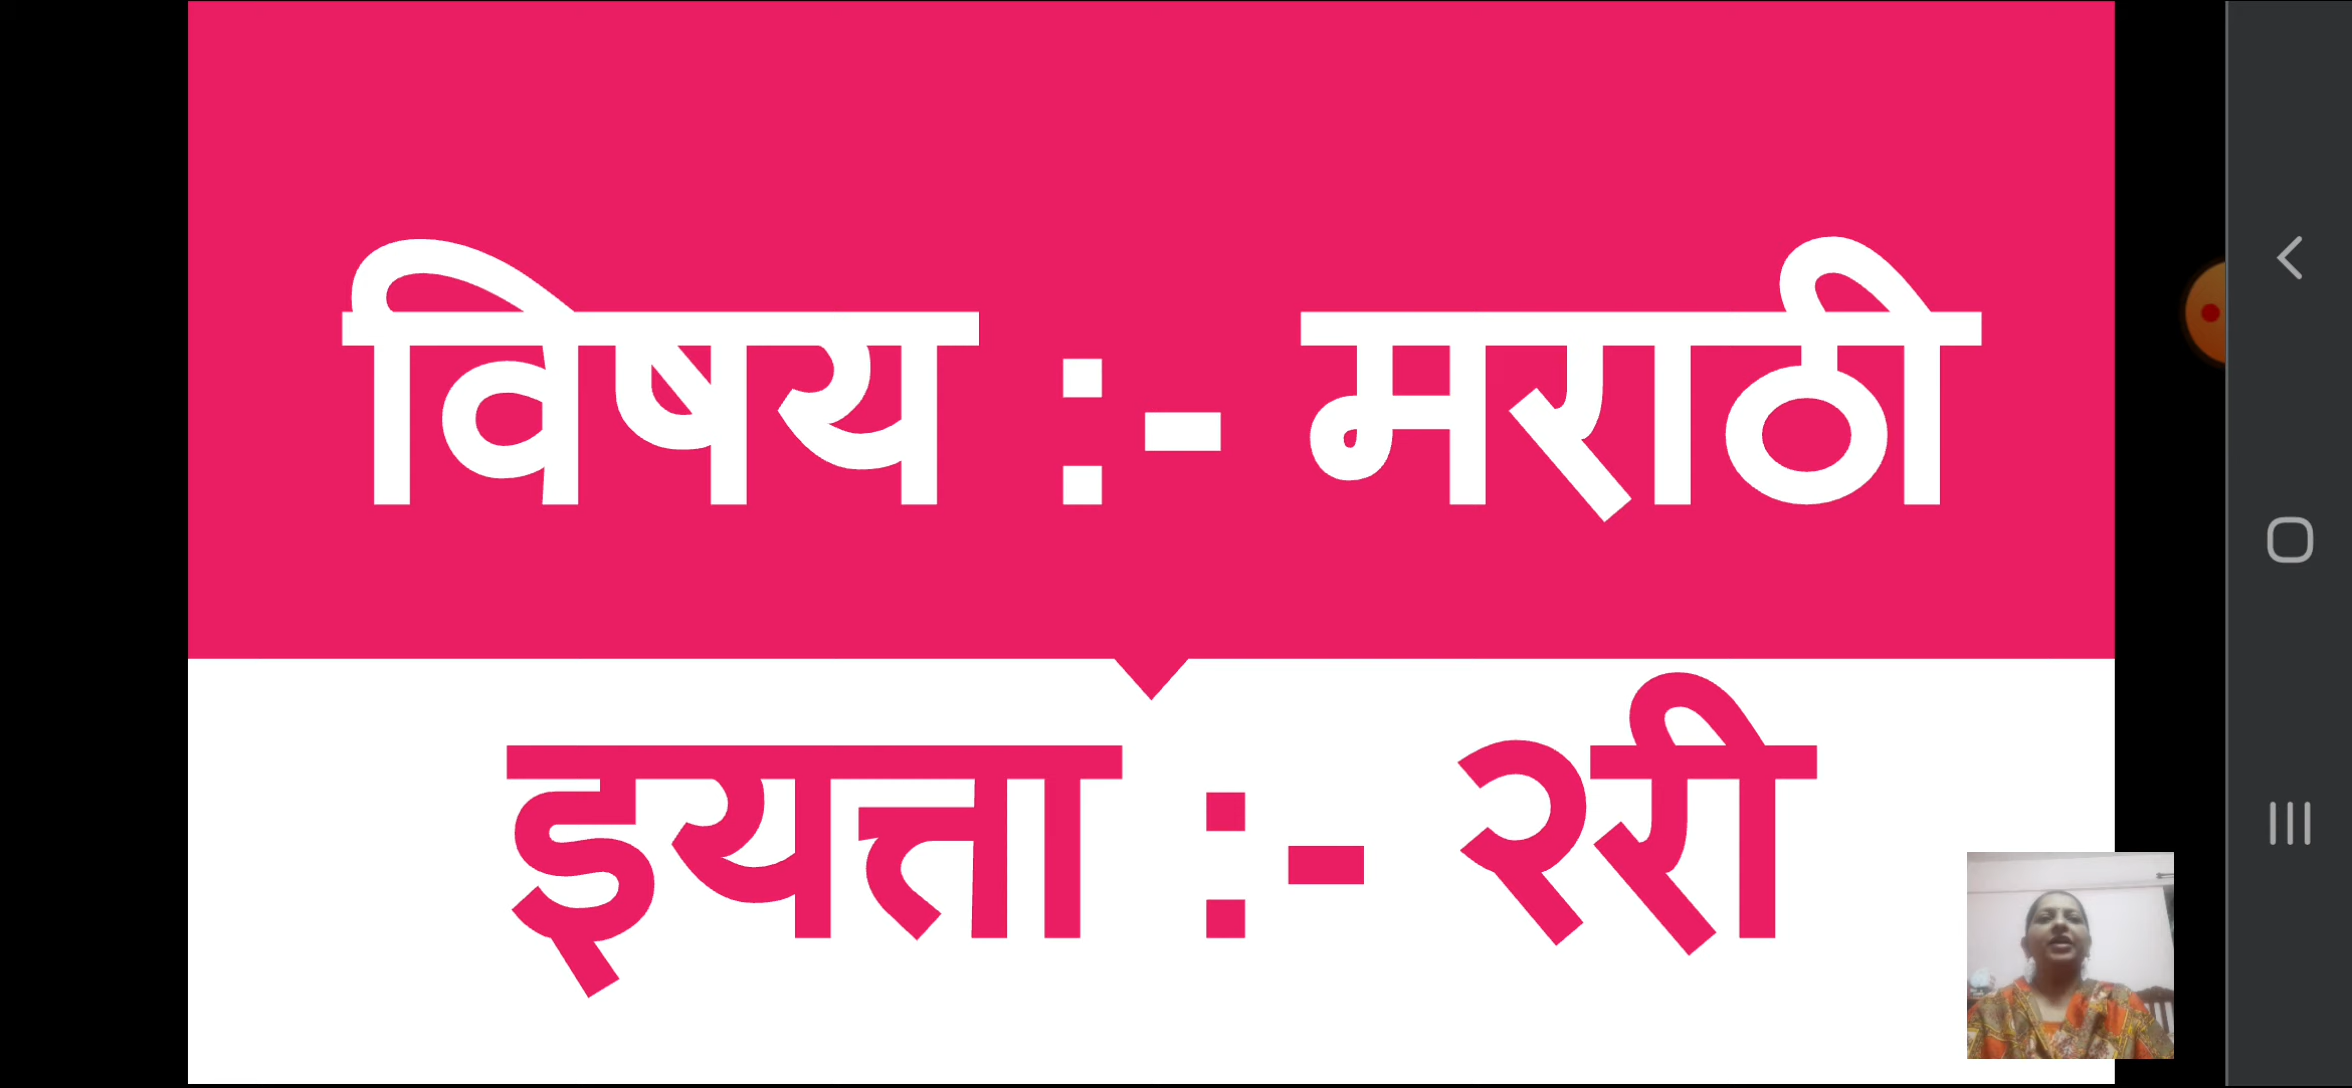 विषय :- मराठी
इयत्ता :- २री